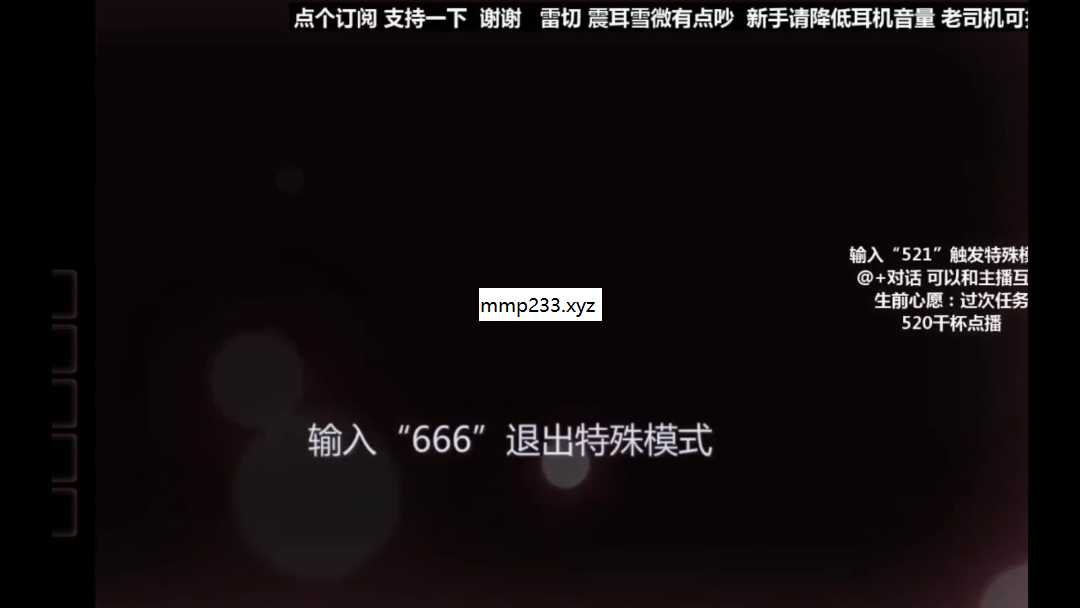 点个订阅 支持一下 谢谢 雷切 震耳雪微有点吵 新手请降低耳机音量 老司机可
输入“521”触发特殊模
@+对话 可以和主播互
生前心愿：过次任务
520干杯点播
mmp233.xyz
输入“666”退出特殊模式